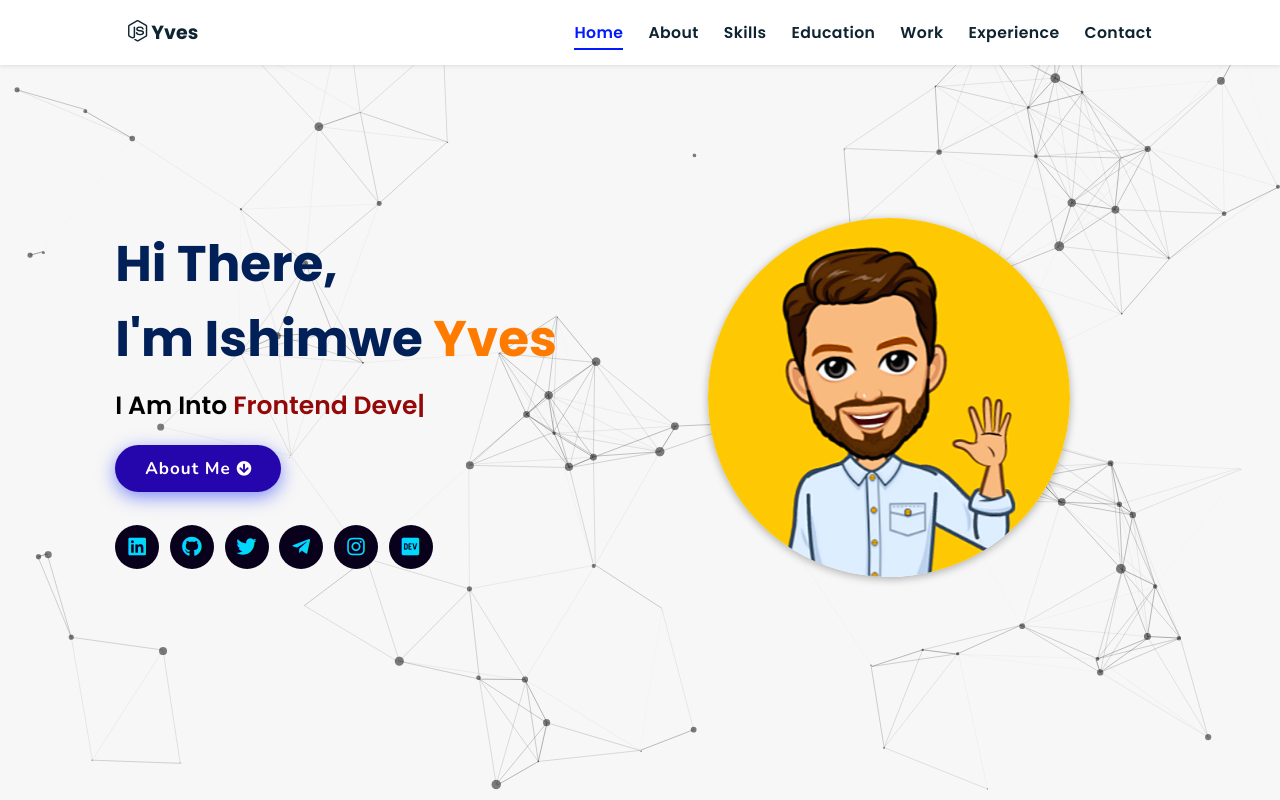 JS Yves
Home About Skills Education Work Experience Contact
Hi There,
I'm Ishimwe Yves
I Am Into Frontend Devel|
About Me
in
DEV